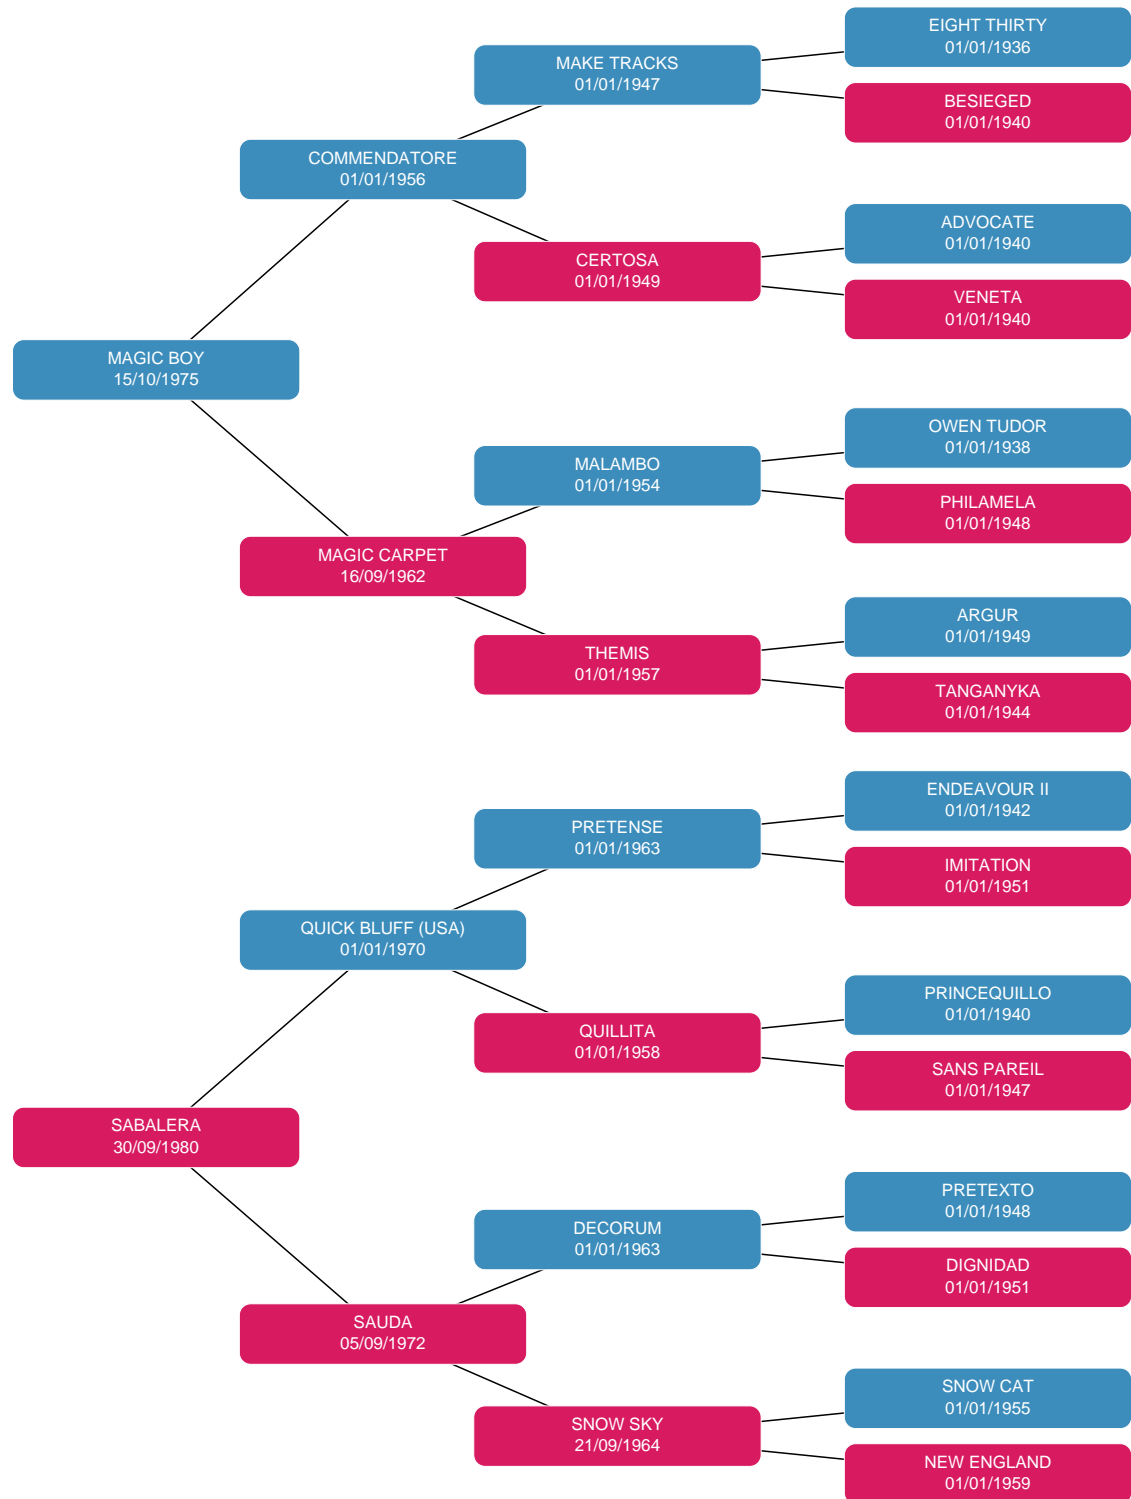 EIGHT THIRTY
01/01/1936
MAKE TRACKS
01/01/1947
BESIEGED
01/01/1940
COMMENDATORE
01/01/1956
ADVOCATE
01/01/1940
CERTOSA
01/01/1949
VENETA
01/01/1940
MAGIC BOY
15/10/1975
OWEN TUDOR
01/01/1938
MALAMBO
01/01/1954
PHILAMELA
01/01/1948
MAGIC CARPET
16/09/1962
ARGUR
01/01/1949
THEMIS
01/01/1957
TANGANYKA
01/01/1944
ENDEAVOUR II
01/01/1942
PRETENSE
01/01/1963
IMITATION
01/01/1951
QUICK BLUFF (USA)
01/01/1970
PRINCEQUILLO
01/01/1940
QUILLITA
01/01/1958
SANS PAREIL
01/01/1947
SABALERA
30/09/1980
PRETEXTO
01/01/1948
DECORUM
01/01/1963
DIGNIDAD
01/01/1951
SAUDA
05/09/1972
SNOW CAT
01/01/1955
SNOW SKY
21/09/1964
NEW ENGLAND
01/01/1959